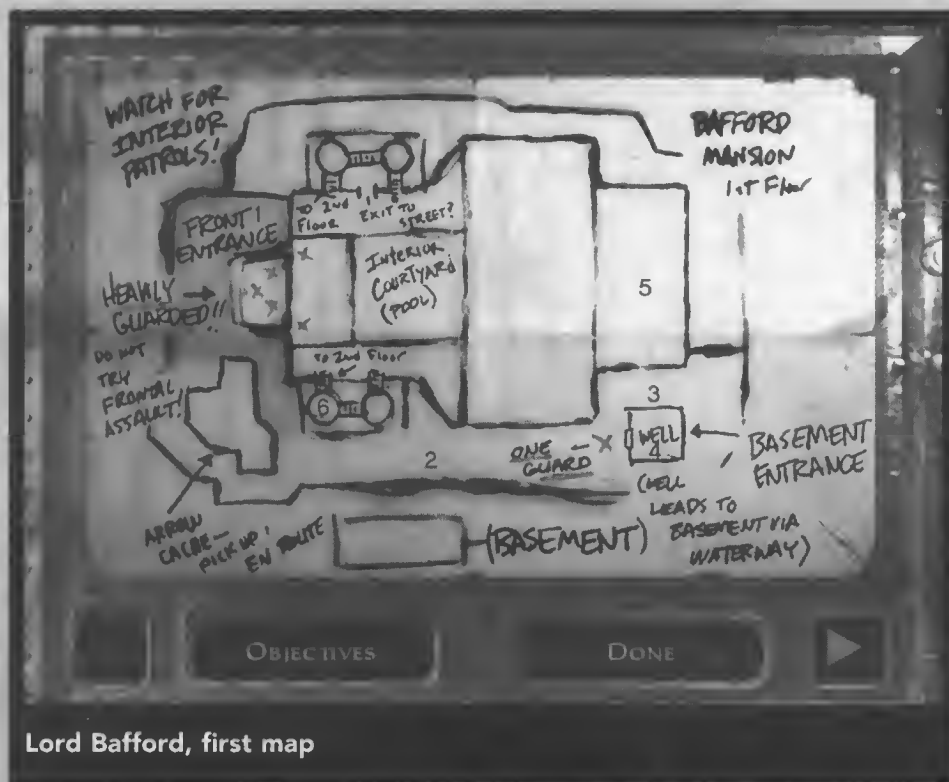 WATCH FOR
INTERIOR
PATROLS!
BAFFORD
MANSION
1st Floor
FRONT
ENTRANCE
TO 2nd
FLOOR
EXIT TO
STREET?
INTERIOR
COURTYARD
(POOL)
5
HEAVILY
GUARDED!!
DO NOT
TRY
FRONTAL
ASSAULT!
TO 2nd FLOOR
6
2
3
ONE
GUARD
WELL
4
BASEMENT
ENTRANCE
(WELL
LEADS TO
BASEMENT VIA
WATERWAY)
ARROW
CACHE—
PICK UP!
EN ROUTE
(BASEMENT)
OBJECTIVES
DONE
Lord Bafford, first map